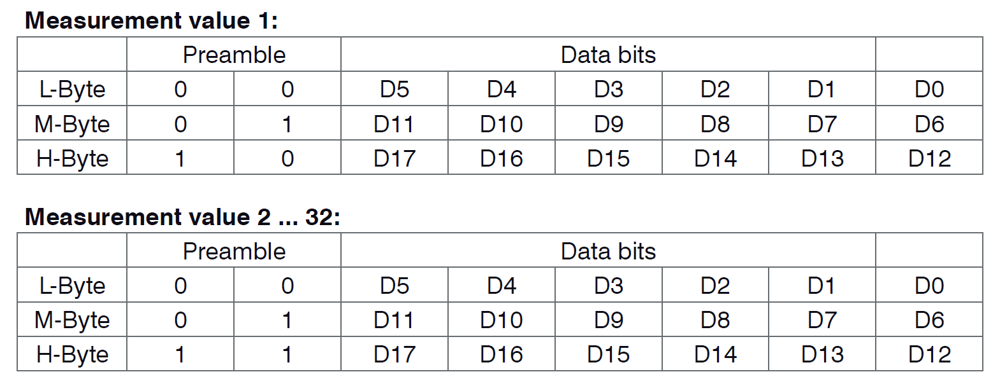 Measurement value 1:
Preamble Data bits
L-Byte 0 0 D5 D4 D3 D2 D1 D0
M-Byte 0 1 D11 D10 D9 D8 D7 D6
H-Byte 1 0 D17 D16 D15 D14 D13 D12
Measurement value 2 ... 32:
Preamble Data bits
L-Byte 0 0 D5 D4 D3 D2 D1 D0
M-Byte 0 1 D11 D10 D9 D8 D7 D6
H-Byte 1 1 D17 D16 D15 D14 D13 D12